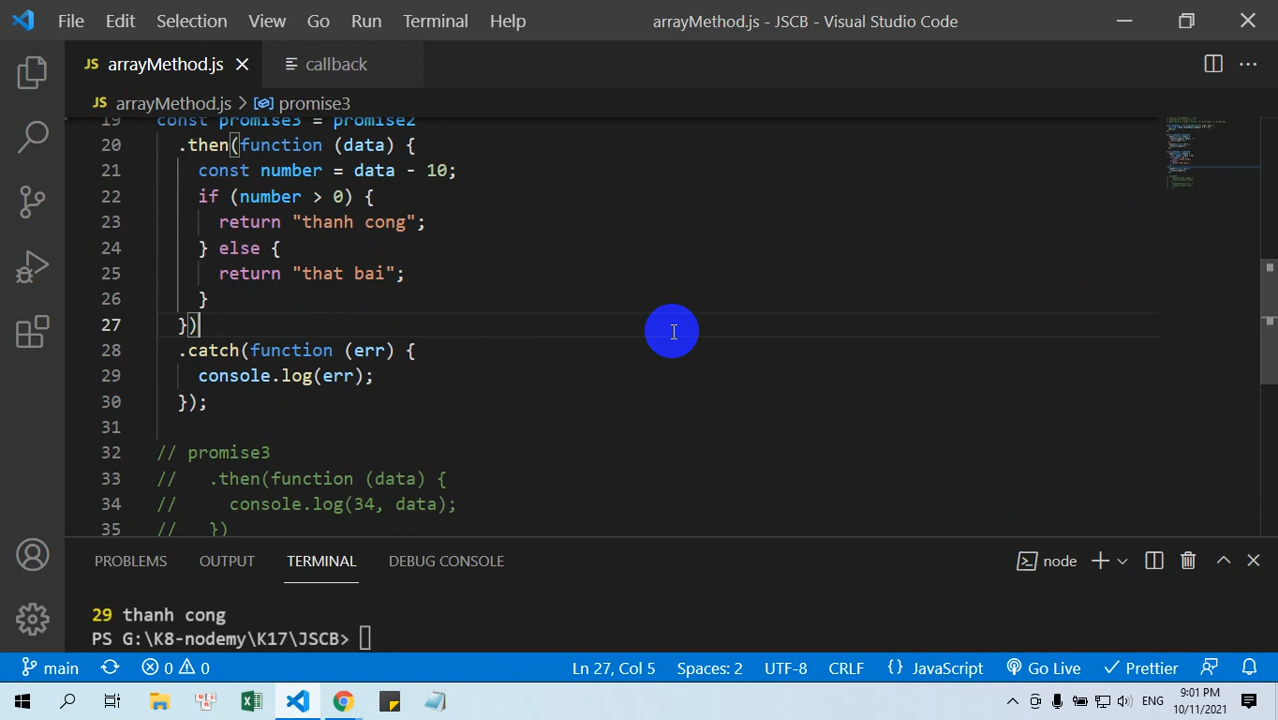 File Edit Selection View Go Run Terminal Help arrayMethod.js - JSCB - Visual Studio Code
JS arrayMethod.js callback
JS arrayMethod.js > promise3
19 const promise3 = promise2
20 .then(function (data) {
21 const number = data - 10;
22 if (number > 0) {
23 return "thanh cong";
24 } else {
25 return "that bai";
26 }
27 })
28 .catch(function (err) {
29 console.log(err);
30 });
31
32 // promise3
33 // .then(function (data) {
34 // console.log(34, data);
35 // })
PROBLEMS OUTPUT TERMINAL DEBUG CONSOLE node
29 thanh cong
PS G:\K8-nodemy\K17\JSCB>
main 0 0 Ln 27, Col 5 Spaces: 2 UTF-8 CRLF {} JavaScript Go Live Prettier
ENG 9:01 PM
10/11/2021